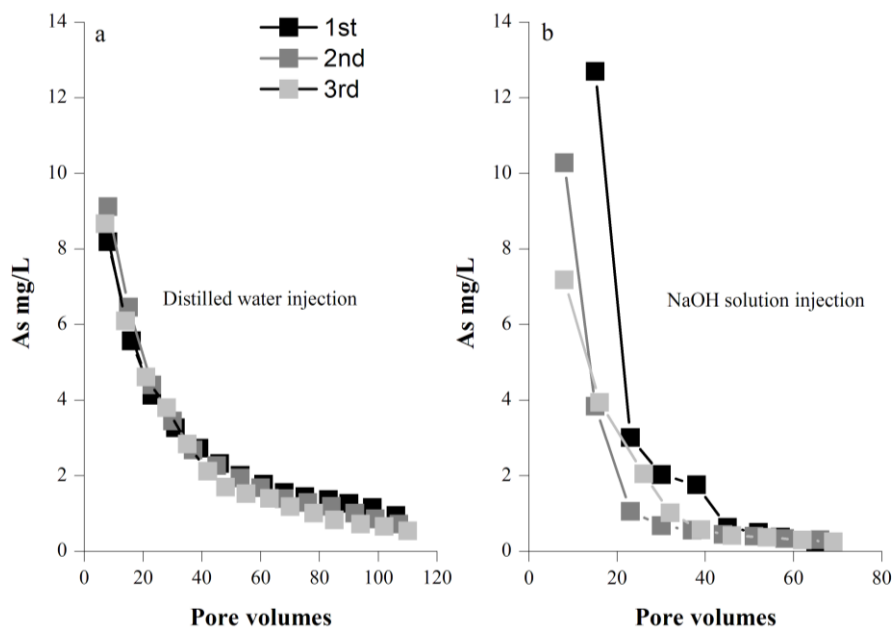 a
1st
2nd
3rd
14
12
10
8
6
4
2
0
As mg/L
Distilled water injection
0 20 40 60 80 100 120
Pore volumes
b
14
12
10
8
6
4
2
0
As mg/L
NaOH solution injection
0 20 40 60 80
Pore volumes